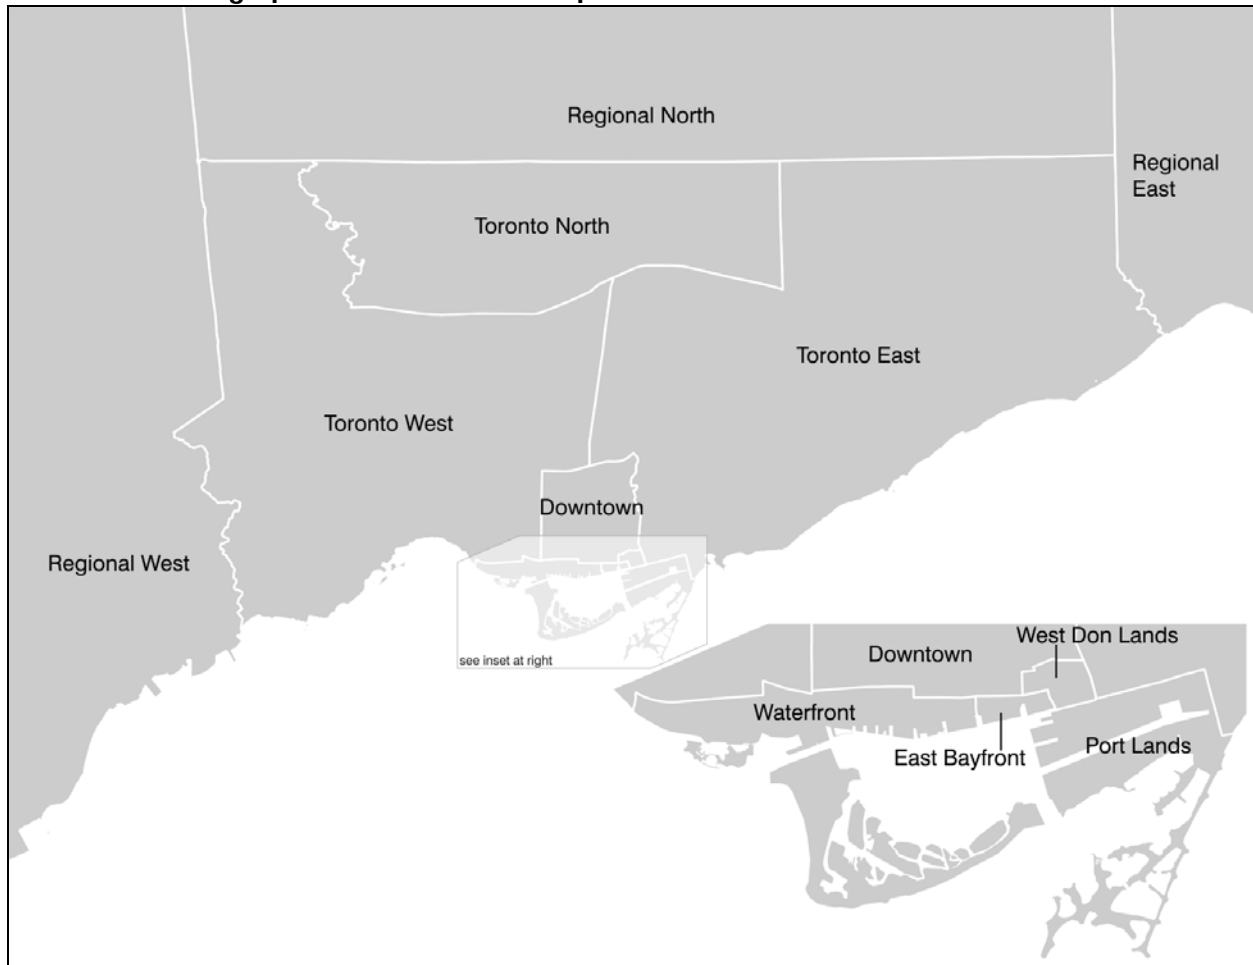 Regional North
Regional
East
Toronto North
Toronto East
Toronto West
Downtown
Regional West
see inset at right
West Don Lands
Downtown
Waterfront
East Bayfront
Port Lands